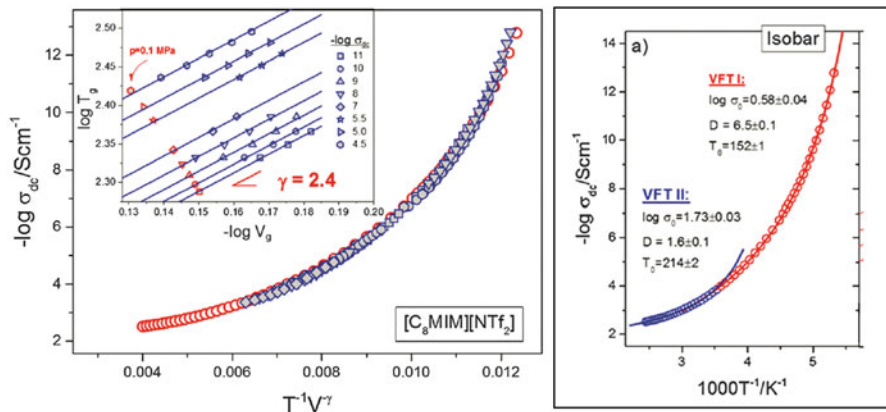 -log σdc/Scm⁻¹
12
10
8
6
4
2
0.004
0.006
0.008
0.010
0.012
T⁻¹V⁻ᵞ
[C₈MIM][NTf₂]
log Tg
2.50
2.45
2.40
2.35
2.30
0.13
0.14
0.15
0.16
0.17
0.18
0.19
0.20
-log Vg
p=0.1 MPa
γ = 2.4
-log σdc
11
10
9
8
7
5.5
5.0
4.5
a)
Isobar
-log σdc/Scm⁻¹
14
12
10
8
6
4
2
VFT I:
log σ₀=0.58±0.04
D = 6.5±0.1
T₀=152±1
VFT II:
log σ₀=1.73±0.03
D = 1.6±0.1
T₀=214±2
3
4
5
1000T⁻¹/K⁻¹